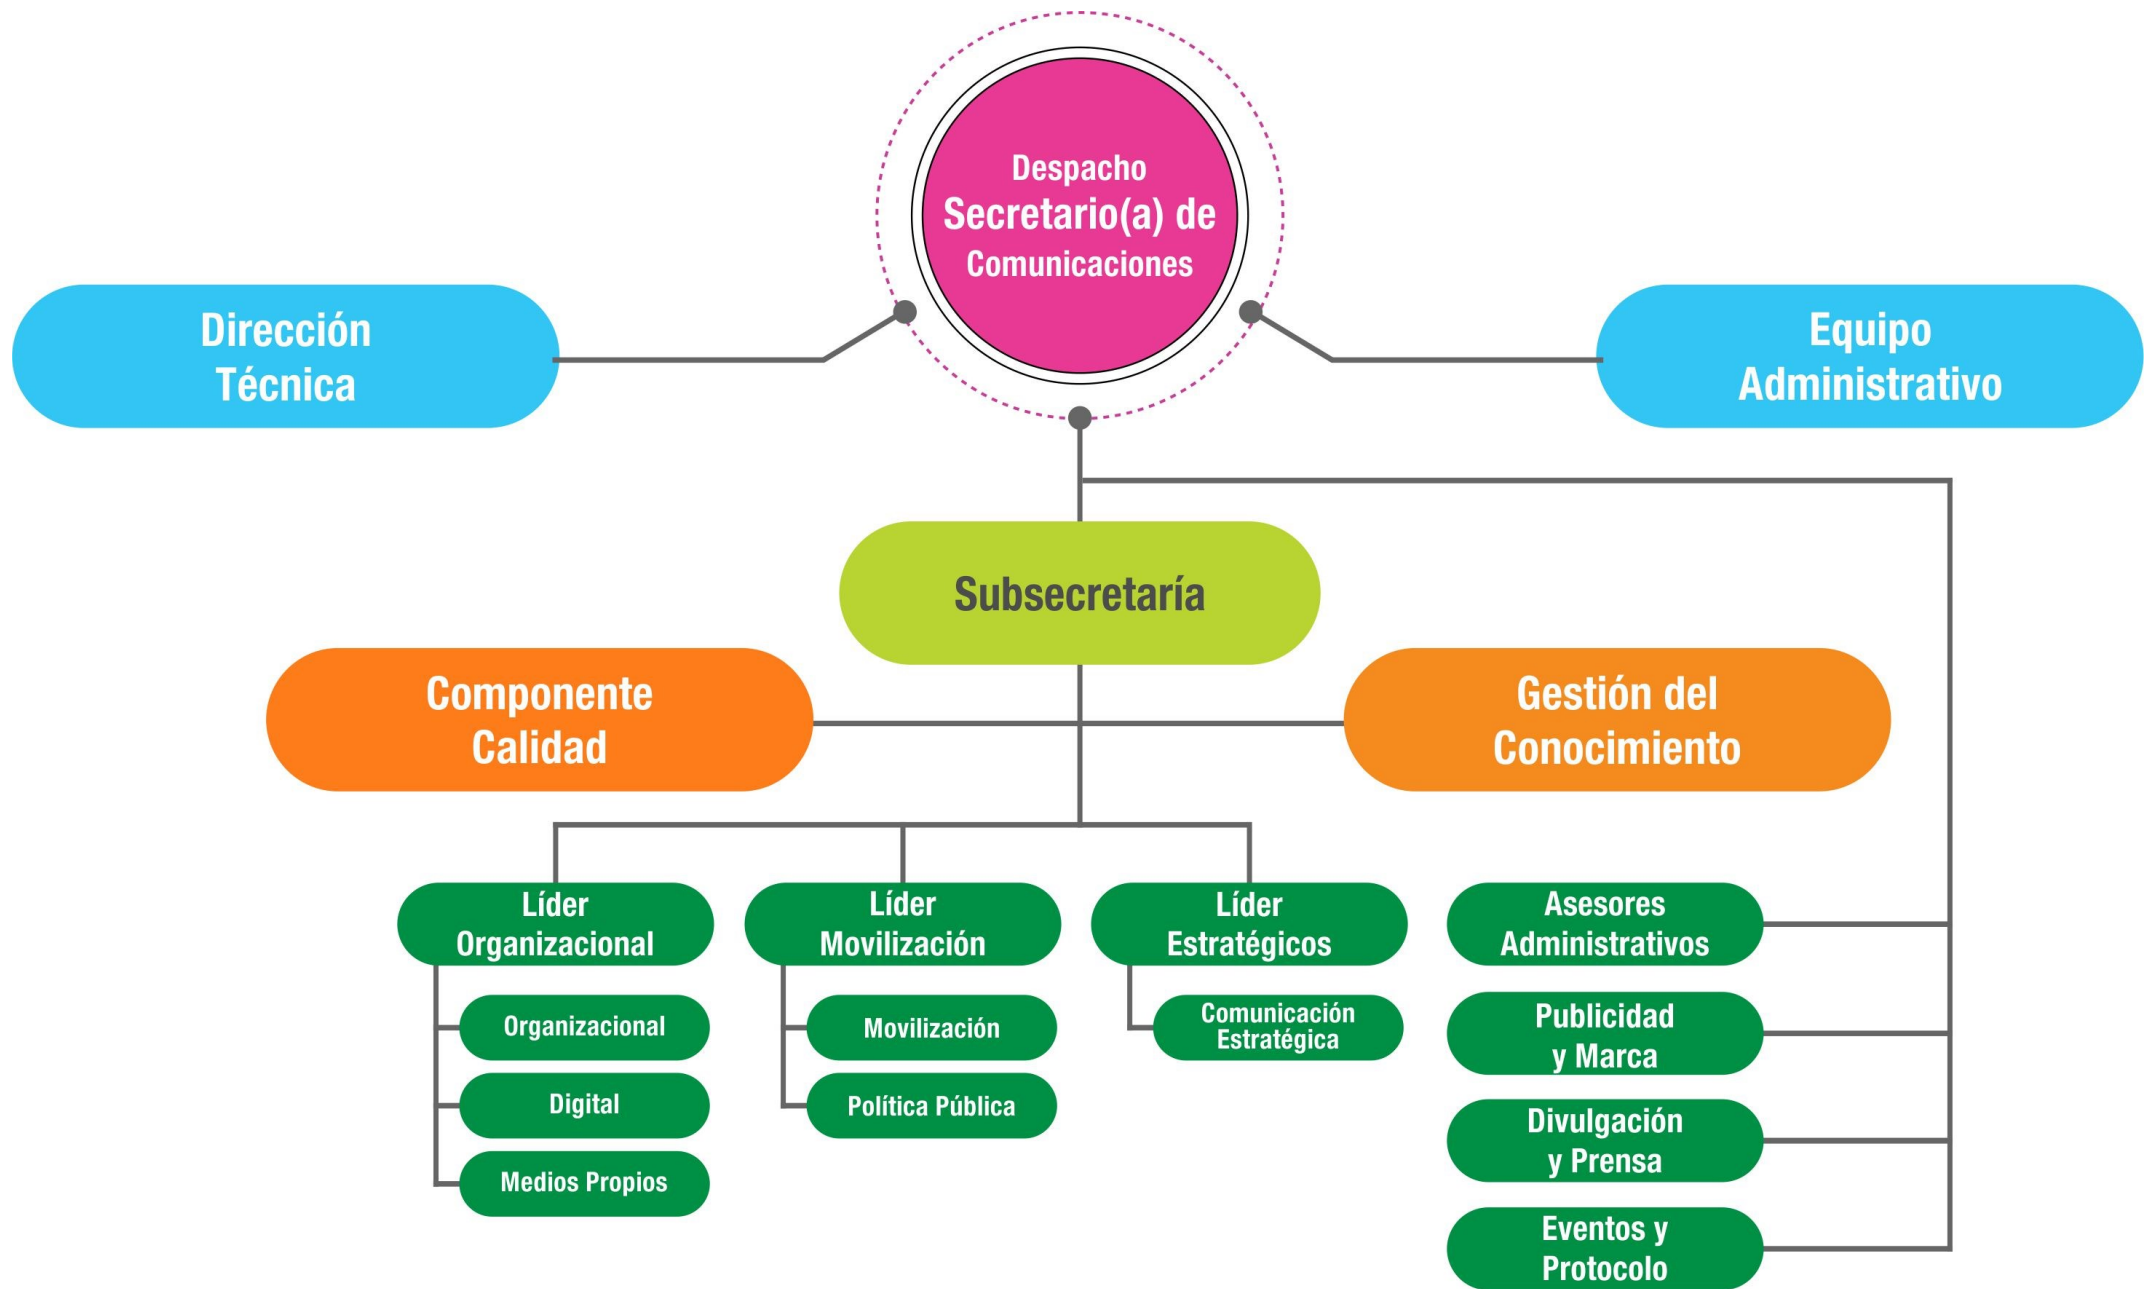 Despacho
Secretario(a) de
Comunicaciones
Dirección
Técnica
Equipo
Administrativo
Subsecretaría
Componente
Calidad
Gestión del
Conocimiento
Líder
Organizacional
Organizacional
Digital
Medios Propios
Líder
Movilización
Movilización
Política Pública
Líder
Estratégicos
Comunicación
Estratégica
Asesores
Administrativos
Publicidad
y Marca
Divulgación
y Prensa
Eventos y
Protocolo